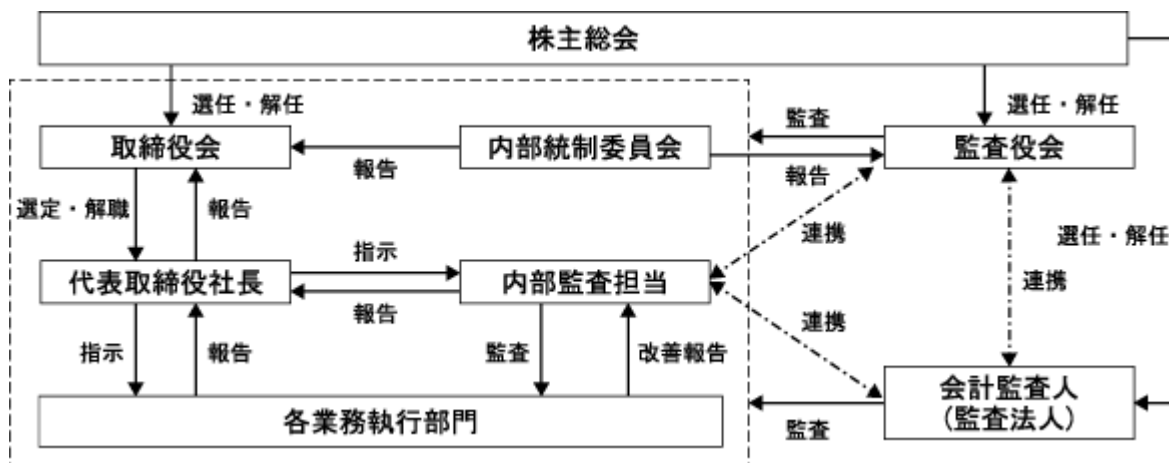 株主総会
選任・解任
選任・解任
監査
取締役会
内部統制委員会
監査役会
報告
報告
選定・解職
報告
連携
選任・解任
指示
代表取締役社長
内部監査担当
連携
報告
連携
指示
報告
監査
改善報告
会計監査人
(監査法人)
各業務執行部門
監査